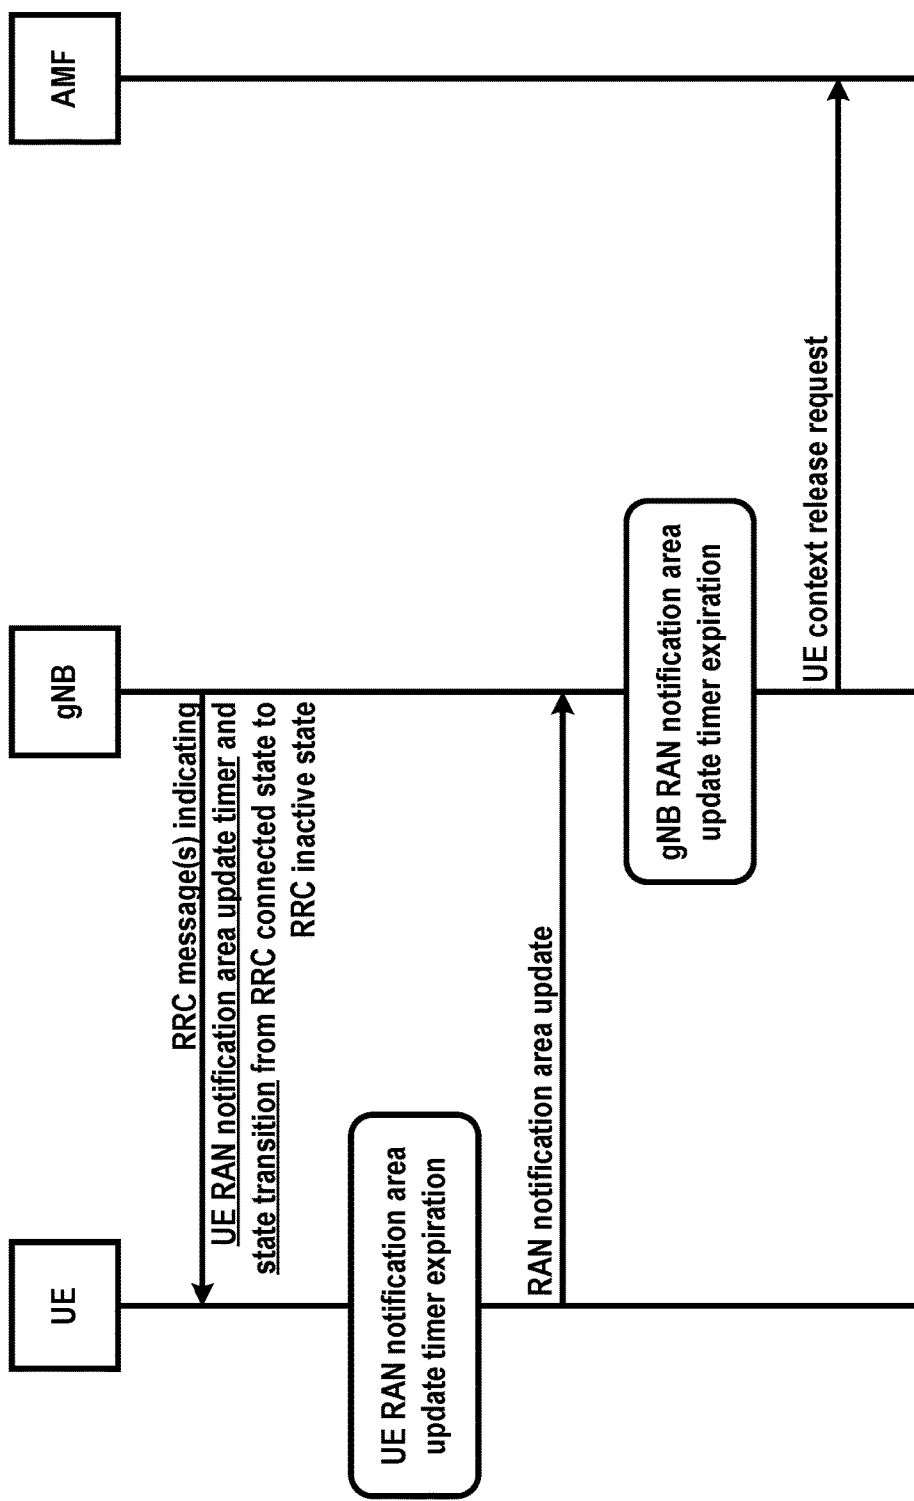 UE
gNB
AMF
RRC message(s) indicating
UE RAN notification area update timer and
state transition from RRC connected state to
RRC inactive state
UE RAN notification area
update timer expiration
RAN notification area update
gNB RAN notification area
update timer expiration
UE context release request